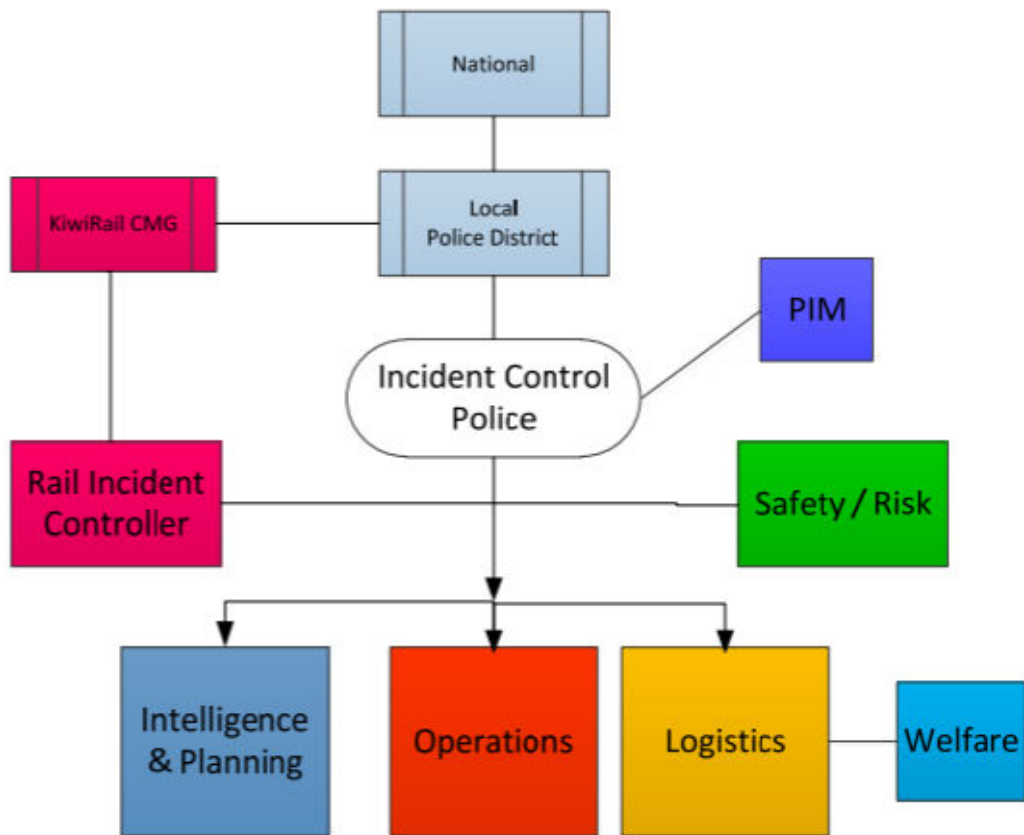 National
KiwiRail CMG
Local
Police District
PIM
Incident Control
Police
Rail Incident
Controller
Safety / Risk
Intelligence
& Planning
Operations
Logistics
Welfare